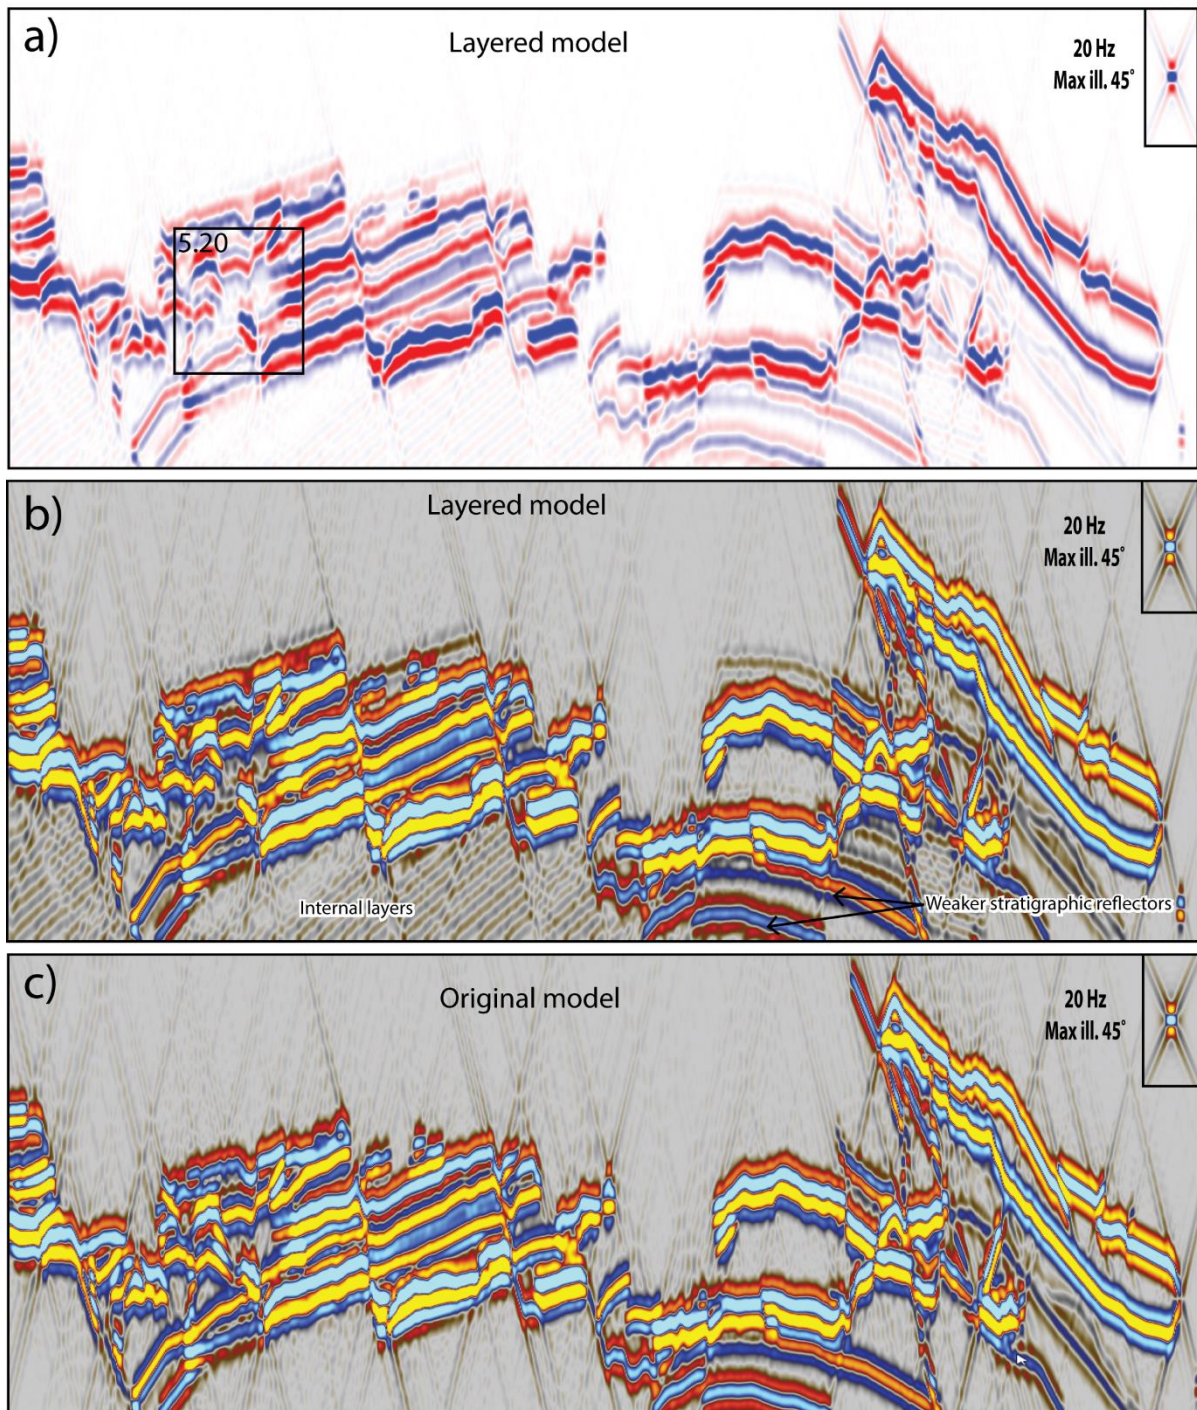 a)
Layered model
20 Hz
Max ill. 45°
5.20
b)
Layered model
20 Hz
Max ill. 45°
Internal layers
Weaker stratigraphic reflectors
c)
Original model
20 Hz
Max ill. 45°